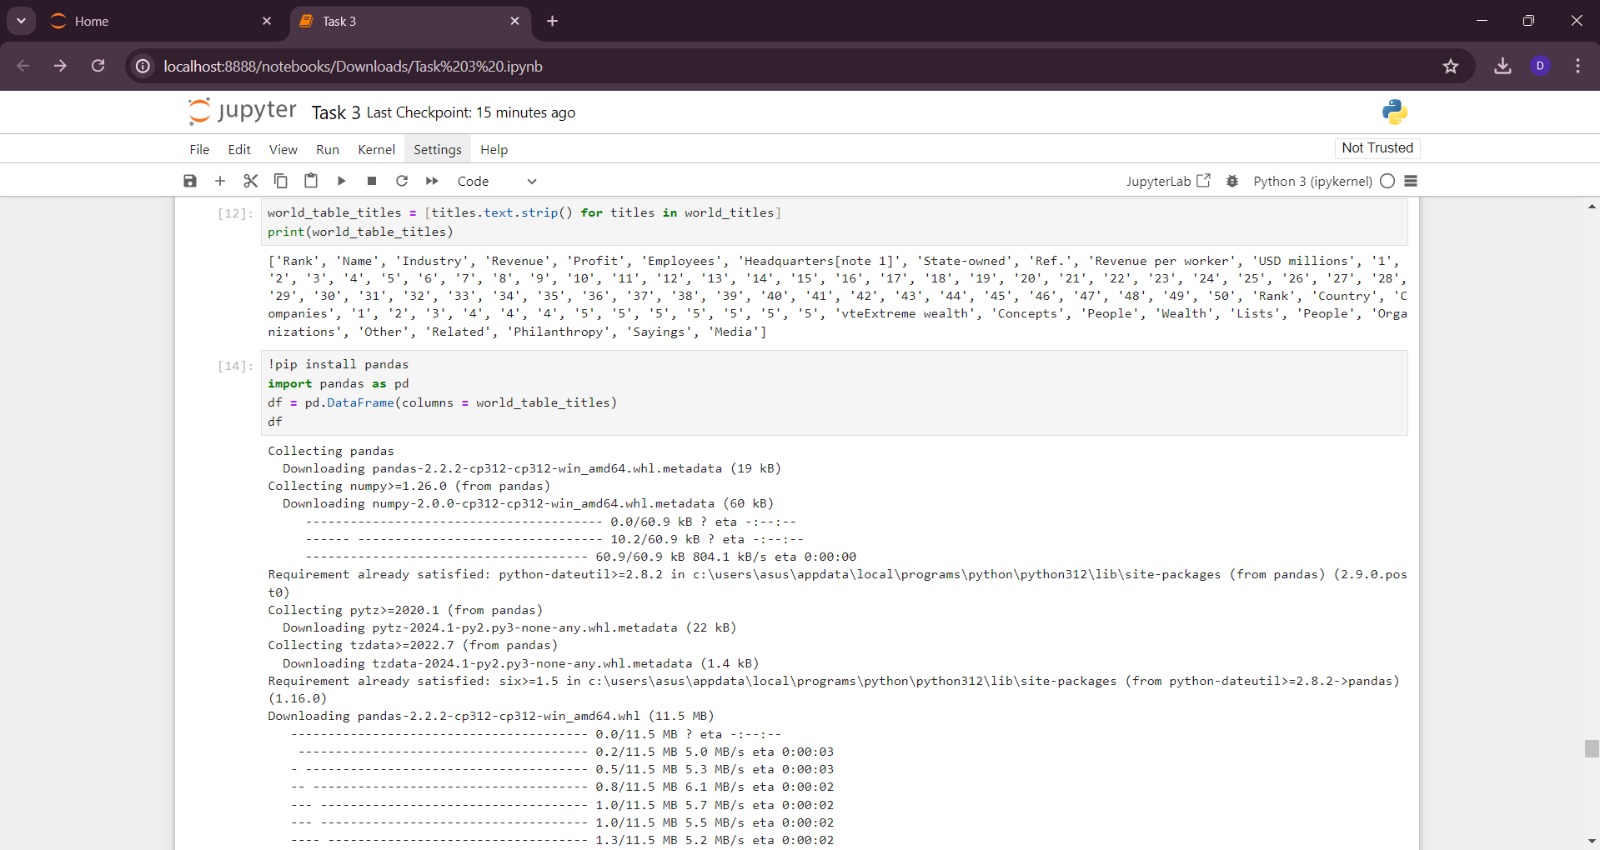 Home
Task 3
localhost:8888/notebooks/Downloads/Task%203%20.ipynb
D
jupyter Task 3 Last Checkpoint: 15 minutes ago
File Edit View Run Kernel Settings Help
Not Trusted
Code
JupyterLab
Python 3 (ipykernel)
[12]:
world_table_titles = [titles.text.strip() for titles in world_titles]
print(world_table_titles)
['Rank', 'Name', 'Industry', 'Revenue', 'Profit', 'Employees', 'Headquarters[note 1]', 'State-owned', 'Ref.', 'Revenue per worker', 'USD millions', '1',
'2', '3', '4', '5', '6', '7', '8', '9', '10', '11', '12', '13', '14', '15', '16', '17', '18', '19', '20', '21', '22', '23', '24', '25', '26', '27', '28',
'29', '30', '31', '32', '33', '34', '35', '36', '37', '38', '39', '40', '41', '42', '43', '44', '45', '46', '47', '48', '49', '50', 'Rank', 'Country', 'C
ompanies', '1', '2', '3', '4', '4', '4', '5', '5', '5', '5', '5', '5', '5', 'vteExtreme wealth', 'Concepts', 'People', 'Wealth', 'Lists', 'People', 'Orga
nizations', 'Other', 'Related', 'Philanthropy', 'Sayings', 'Media']
[14]:
!pip install pandas
import pandas as pd
df = pd.DataFrame(columns = world_table_titles)
df
Collecting pandas
Downloading pandas-2.2.2-cp312-cp312-win_amd64.whl.metadata (19 kB)
Collecting numpy>=1.26.0 (from pandas)
Downloading numpy-2.0.0-cp312-cp312-win_amd64.whl.metadata (60 kB)
---------------------------------------- 0.0/60.9 kB ? eta -:--:--
------ --------------------------------- 10.2/60.9 kB ? eta -:--:--
-------------------------------------- 60.9/60.9 kB 804.1 kB/s eta 0:00:00
Requirement already satisfied: python-dateutil>=2.8.2 in c:\users\asus\appdata\local\programs\python\python312\lib\site-packages (from pandas) (2.9.0.pos
t0)
Collecting pytz>=2020.1 (from pandas)
Downloading pytz-2024.1-py2.py3-none-any.whl.metadata (22 kB)
Collecting tzdata>=2022.7 (from pandas)
Downloading tzdata-2024.1-py2.py3-none-any.whl.metadata (1.4 kB)
Requirement already satisfied: six>=1.5 in c:\users\asus\appdata\local\programs\python\python312\lib\site-packages (from python-dateutil>=2.8.2->pandas)
(1.16.0)
Downloading pandas-2.2.2-cp312-cp312-win_amd64.whl (11.5 MB)
---------------------------------------- 0.0/11.5 MB ? eta -:--:--
--------------------------------------- 0.2/11.5 MB 5.0 MB/s eta 0:00:03
- -------------------------------------- 0.5/11.5 MB 5.3 MB/s eta 0:00:03
-- ------------------------------------- 0.8/11.5 MB 6.1 MB/s eta 0:00:02
--- ------------------------------------ 1.0/11.5 MB 5.7 MB/s eta 0:00:02
--- ------------------------------------ 1.0/11.5 MB 5.5 MB/s eta 0:00:02
---- ----------------------------------- 1.3/11.5 MB 5.2 MB/s eta 0:00:02